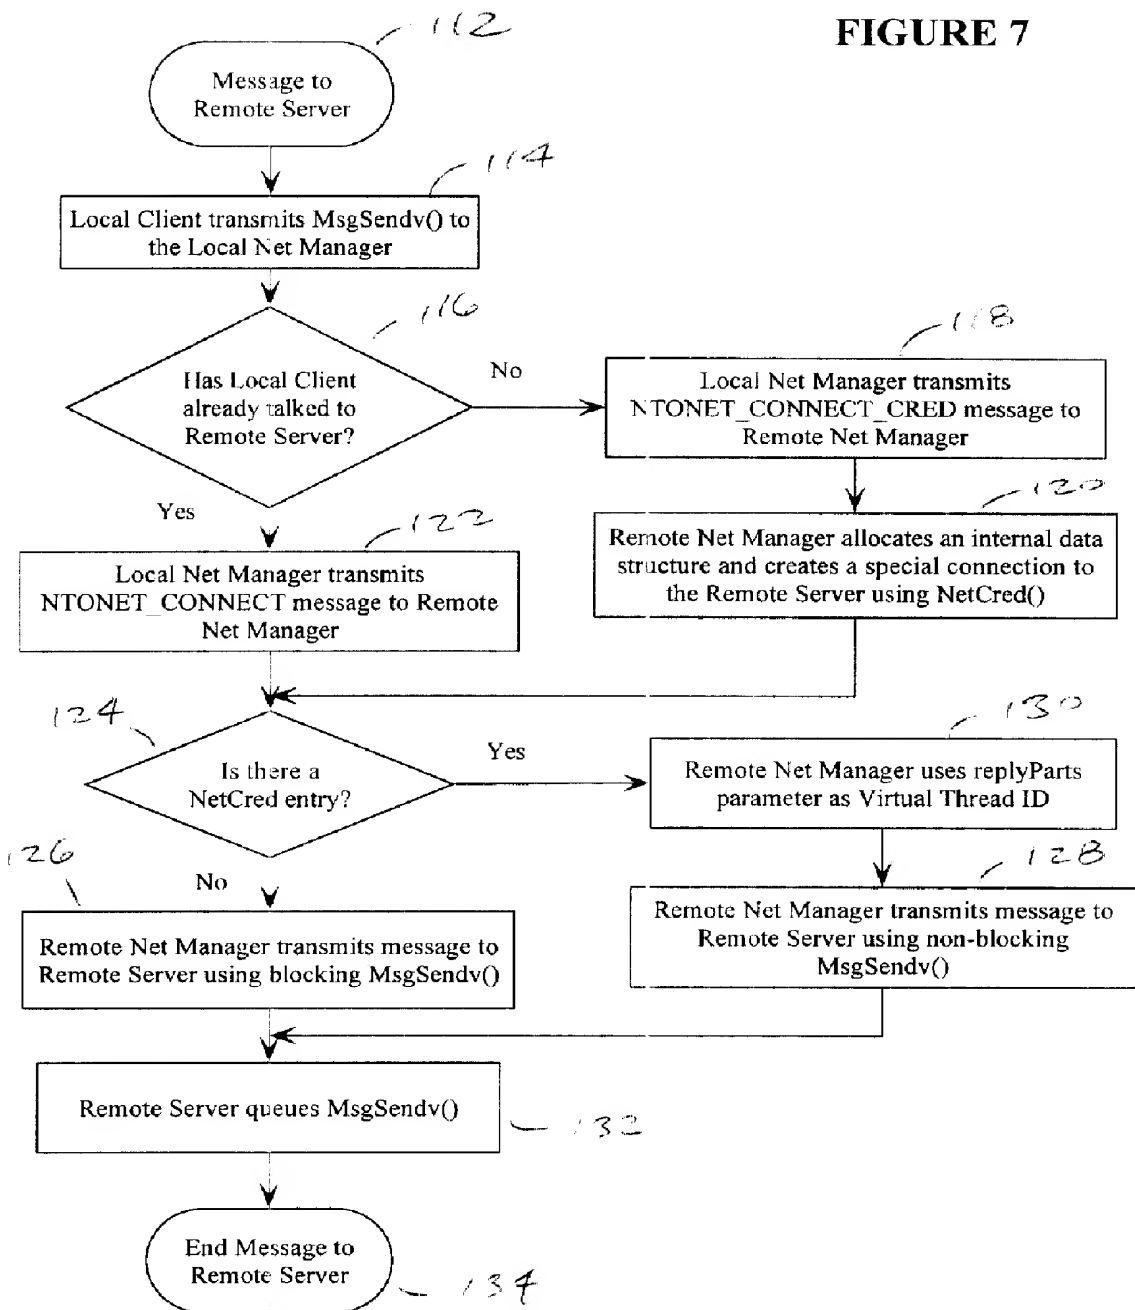 FIGURE 7
112
Message to
Remote Server
114
Local Client transmits MsgSendv() to
the Local Net Manager
116
Has Local Client
already talked to
Remote Server?
No
118
Local Net Manager transmits
NTONET_CONNECT_CRED message to
Remote Net Manager
120
Remote Net Manager allocates an internal data
structure and creates a special connection to
the Remote Server using NetCred()
Yes
122
Local Net Manager transmits
NTONET_CONNECT message to Remote
Net Manager
124
Is there a
NetCred entry?
Yes
130
Remote Net Manager uses replyParts
parameter as Virtual Thread ID
128
Remote Net Manager transmits message to
Remote Server using non-blocking
MsgSendv()
No
126
Remote Net Manager transmits message to
Remote Server using blocking MsgSendv()
Remote Server queues MsgSendv()
132
End Message to
Remote Server
134